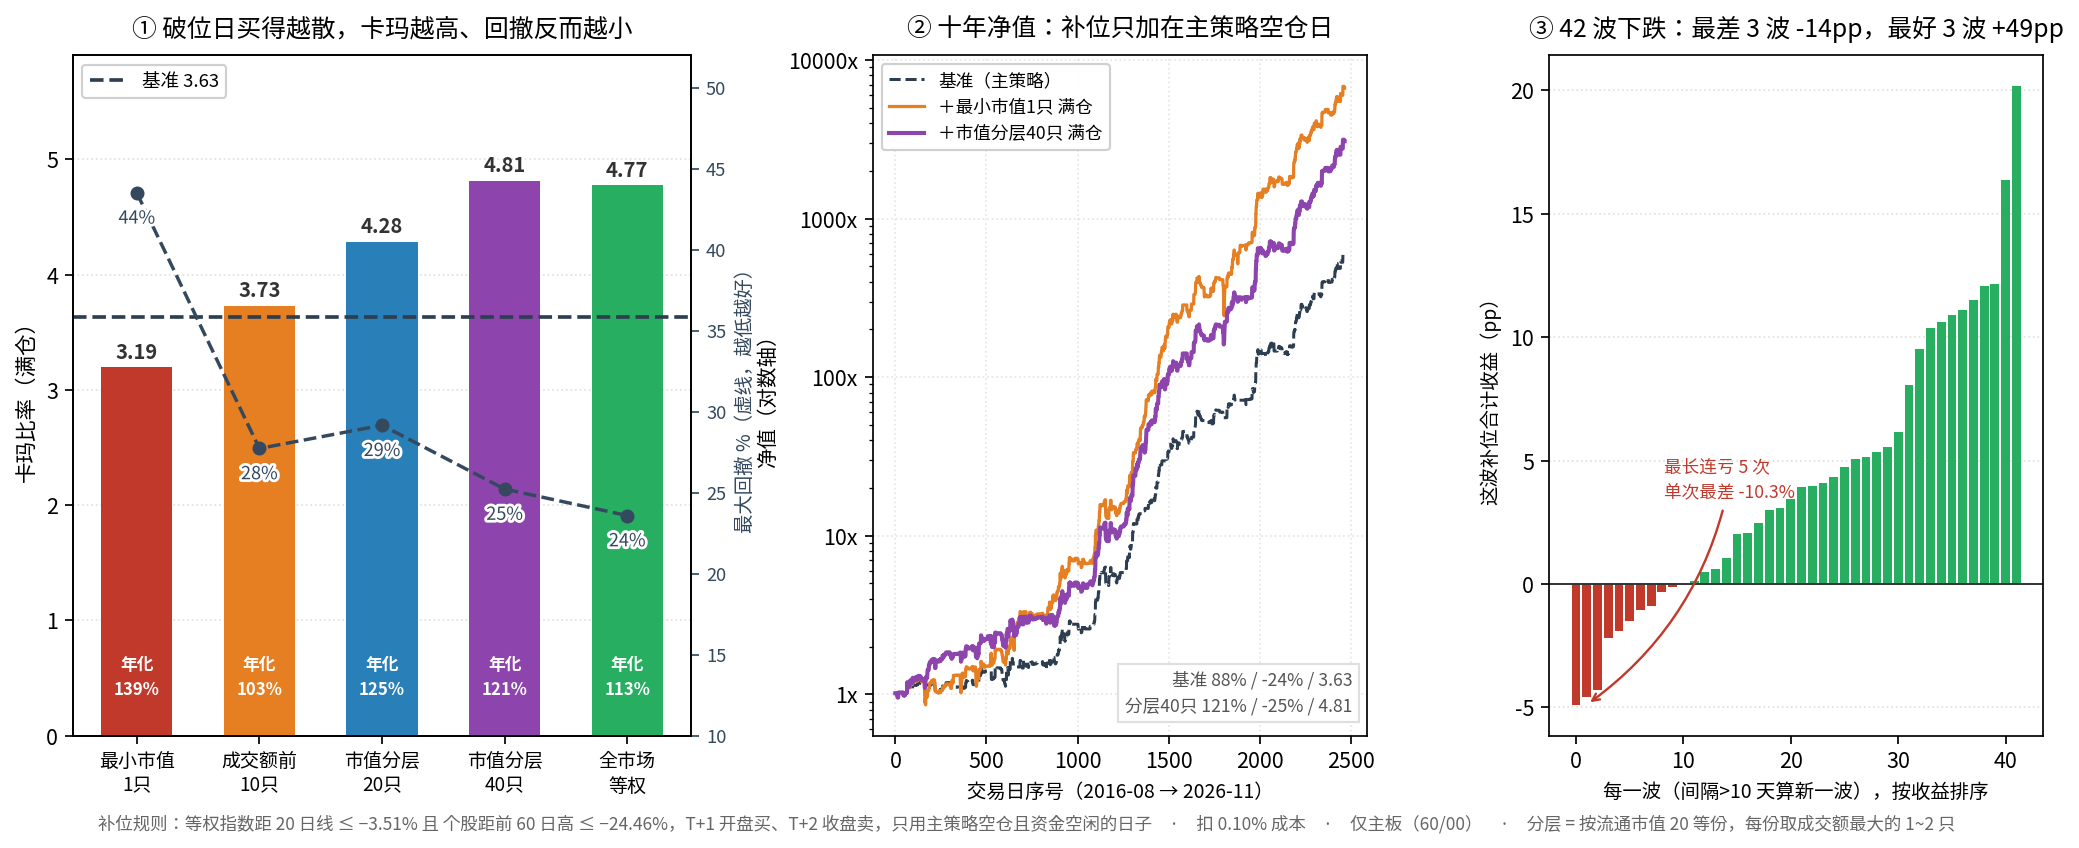 ① 破位日买得越散，卡玛越高、回撤反而越小
基准 3.63
卡玛比率（满仓）
5
4
3
2
1
0
3.19
3.73
4.28
4.81
4.77
44%
28%
29%
25%
24%
年化
139%
年化
103%
年化
125%
年化
121%
年化
113%
最小市值
1只
成交额前
10只
市值分层
20只
市值分层
40只
全市场
等权
50
45
40
35
30
25
20
15
10
最大回撤 %（虚线，越低越好）
② 十年净值：补位只加在主策略空仓日
净值（对数轴）
10000x
1000x
100x
10x
1x
基准（主策略）
＋最小市值1只 满仓
＋市值分层40只 满仓
基准 88% / -24% / 3.63
分层40只 121% / -25% / 4.81
0
500
1000
1500
2000
2500
交易日序号（2016-08 → 2026-11）
③ 42 波下跌：最差 3 波 -14pp，最好 3 波 +49pp
这波补位合计收益（pp）
20
15
10
5
0
-5
最长连亏 5 次
单次最差 -10.3%
0
10
20
30
40
每一波（间隔>10 天算新一波），按收益排序
补位规则：等权指数距 20 日线 ≤ −3.51% 且 个股距前 60 日高 ≤ −24.46%，T+1 开盘买、T+2 收盘卖，只用主策略空仓且资金空闲的日子 · 扣 0.10% 成本 · 仅主板（60/00） · 分层 = 按流通市值 20 等份，每份取成交额最大的 1~2 只